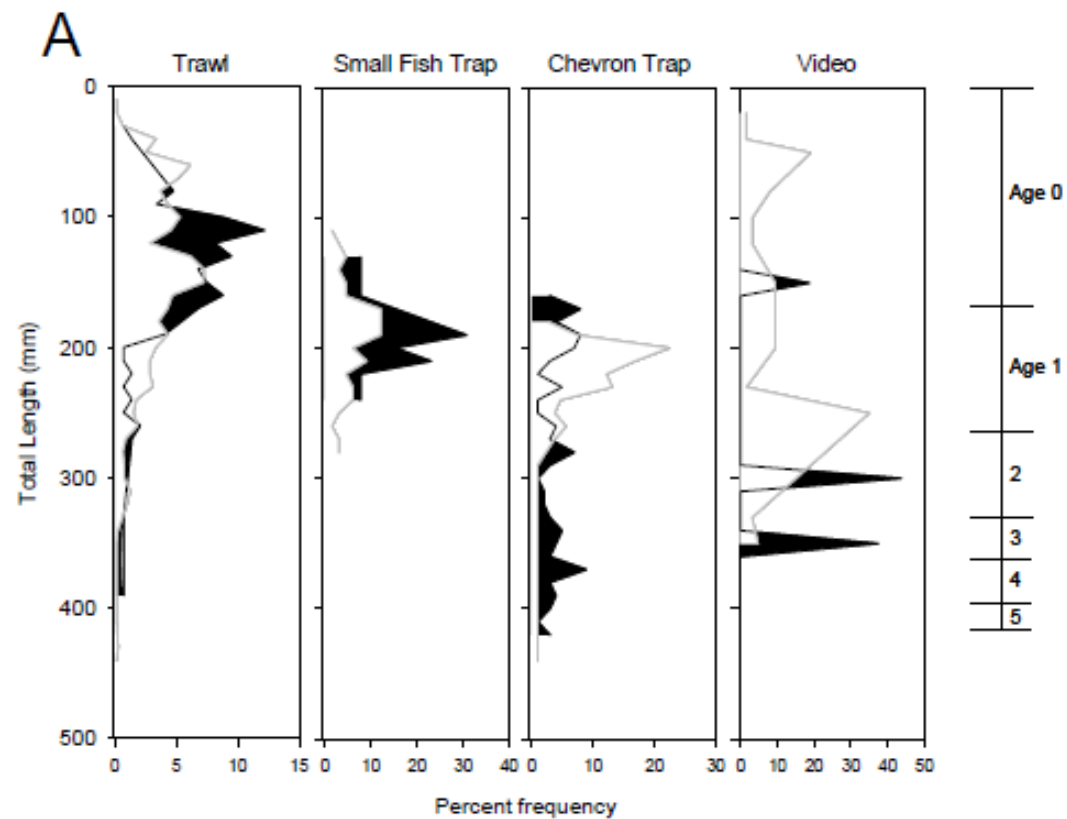 A
Trawl Small Fish Trap Chevron Trap Video
0
100
200
300
400
500
Total Length (mm)
Age 0
Age 1
2
3
4
5
0 5 10 15 0 10 20 30 40 0 10 20 30 0 10 20 30 40 50
Percent frequency